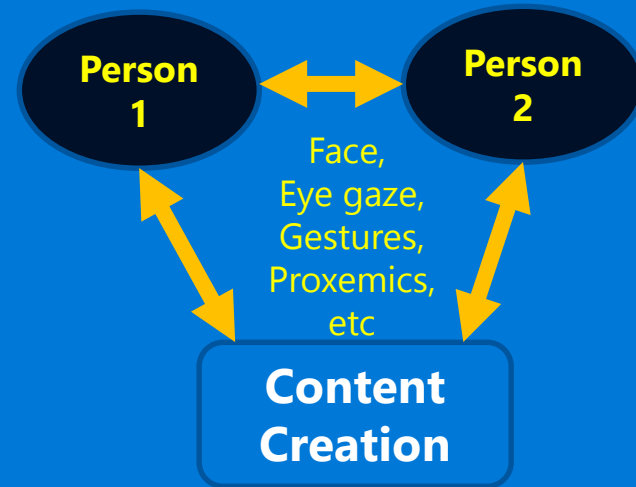 Person
1
Person
2
Face,
Eye gaze,
Gestures,
Proxemics,
etc
Content
Creation